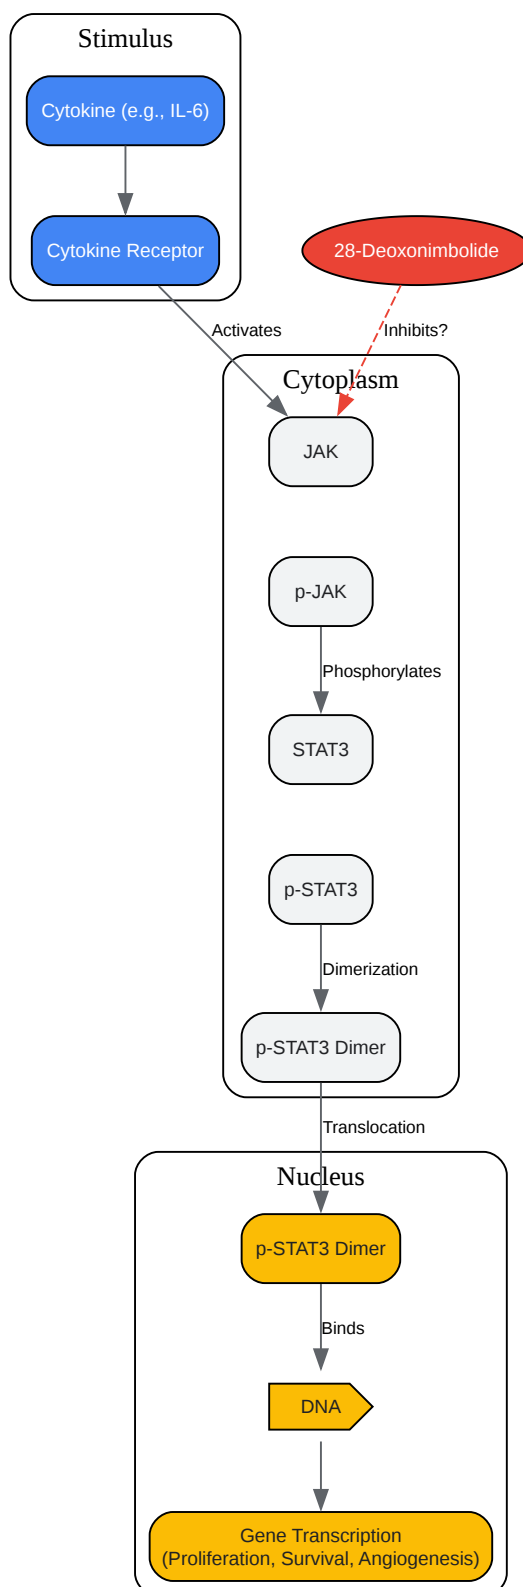 Stimulus
Cytokine (e.g., IL-6)
Cytokine Receptor
28-Deoxonimbolide
Activates
Inhibits?
Cytoplasm
JAK
p-JAK
Phosphorylates
STAT3
p-STAT3
Dimerization
p-STAT3 Dimer
Translocation
Nucleus
p-STAT3 Dimer
Binds
DNA
Gene Transcription
(Proliferation, Survival, Angiogenesis)